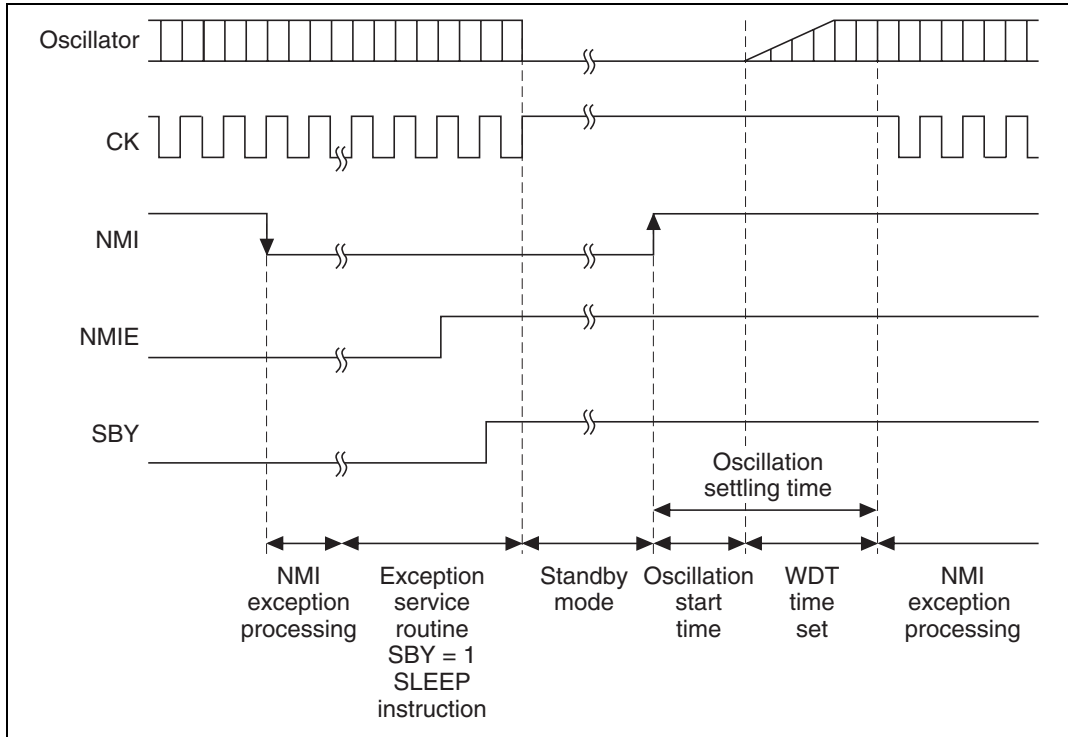 Oscillator
CK
NMI
NMIE
SBY
Oscillation
settling time
NMI
exception
processing
Exception
service
routine
SBY = 1
SLEEP
instruction
Standby
mode
Oscillation
start
time
WDT
time
set
NMI
exception
processing